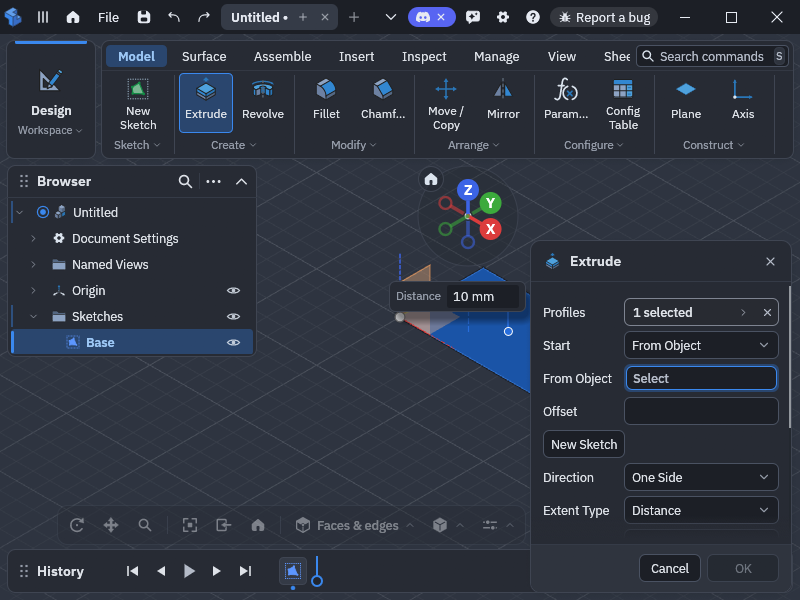 File
Untitled •
Report a bug
Design
Workspace
Model
Surface
Assemble
Insert
Inspect
Manage
View
Shee
Search commands
S
New Sketch
Extrude
Revolve
Fillet
Chamf...
Move / Copy
Mirror
Param...
Config Table
Plane
Axis
Sketch
Create
Modify
Arrange
Configure
Construct
Browser
Untitled
Document Settings
Named Views
Origin
Sketches
Base
Z
Y
X
Distance
10 mm
Extrude
Profiles
1 selected
Start
From Object
From Object
Select
Offset
New Sketch
Direction
One Side
Extent Type
Distance
Cancel
OK
Faces & edges
History